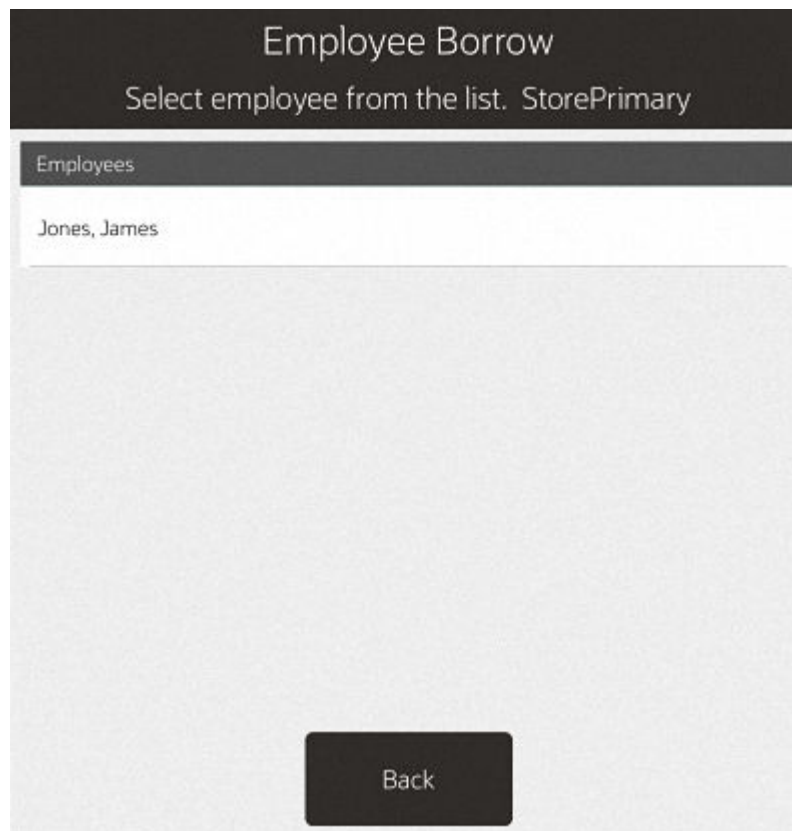 Employee Borrow
Select employee from the list.  StorePrimary
Employees
Jones, James
Back